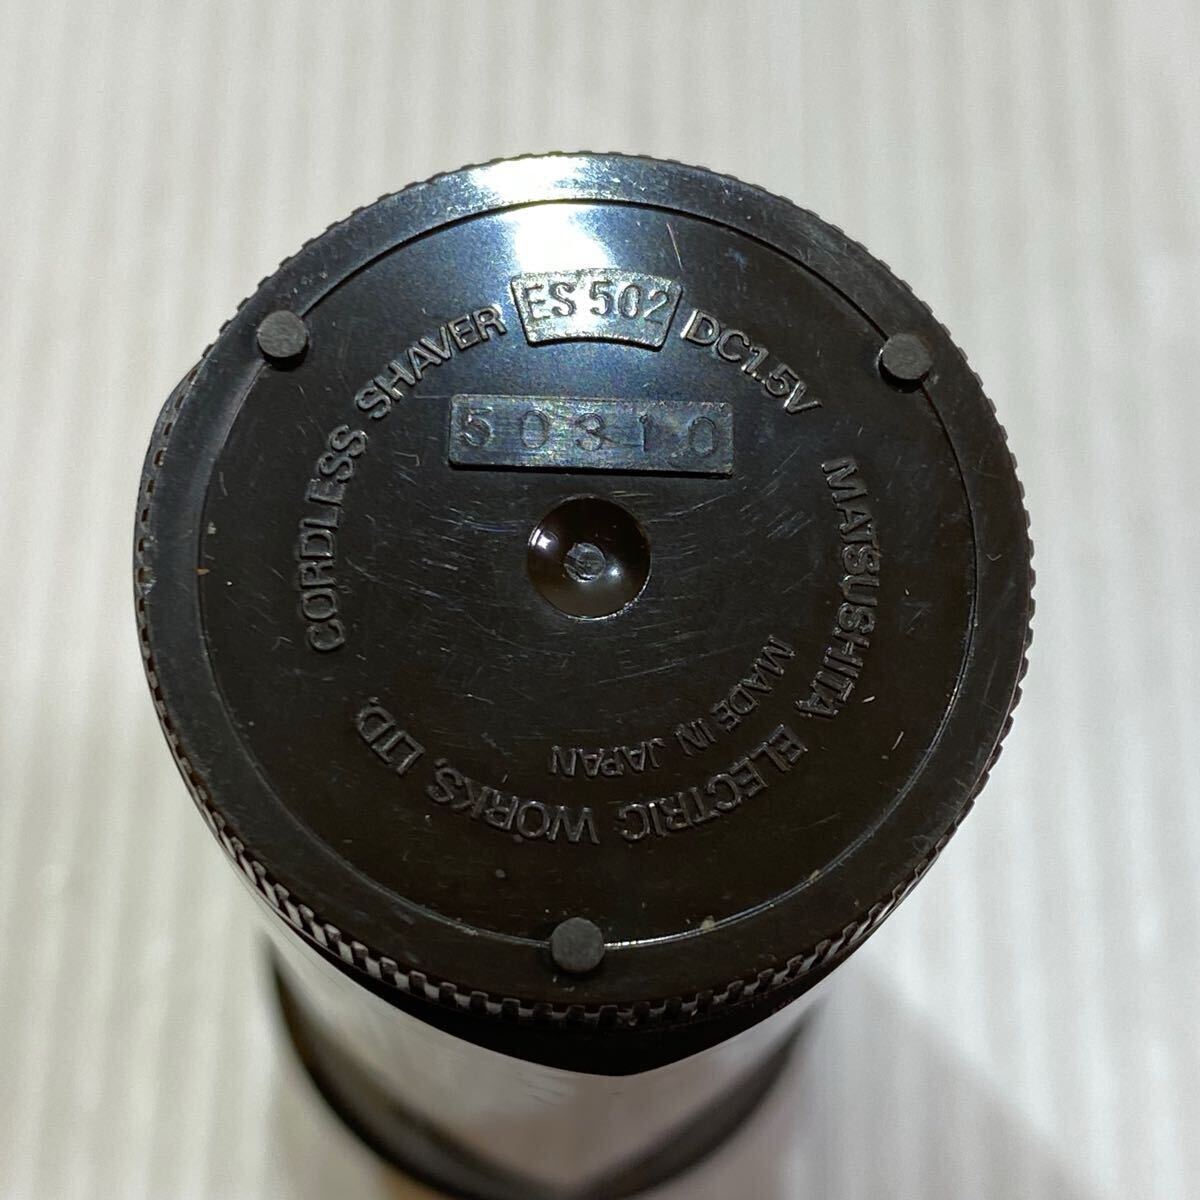 CORDLESS SHAVER ES 502 DC1.5V
50310
MATSUSHITA ELECTRIC WORKS, LTD.
MADE IN JAPAN